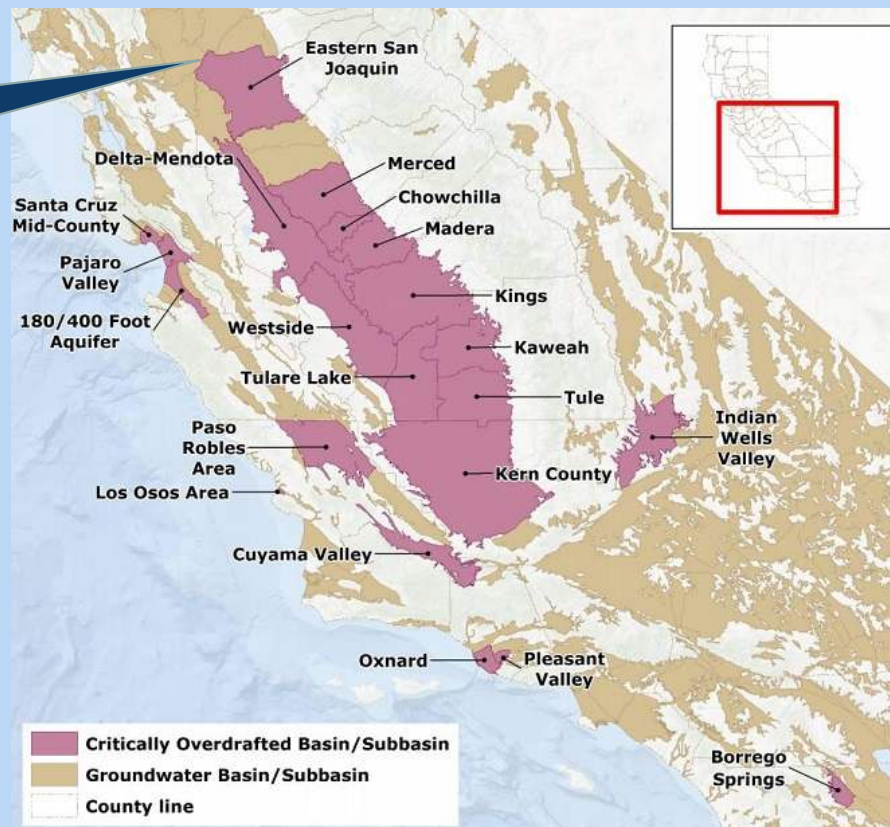 Eastern San
Joaquin
Delta-Mendota
Merced
Chowchilla
Santa Cruz
Mid-County
Madera
Pajaro
Valley
Kings
180/400 Foot
Aquifer
Westside
Kaweah
Tulare Lake
Tule
Paso
Robles
Area
Indian
Wells
Valley
Kern County
Los Osos Area
Cuyama Valley
Oxnard
Pleasant
Valley
Critically Overdrafted Basin/Subbasin
Groundwater Basin/Subbasin
County line
Borrego
Springs